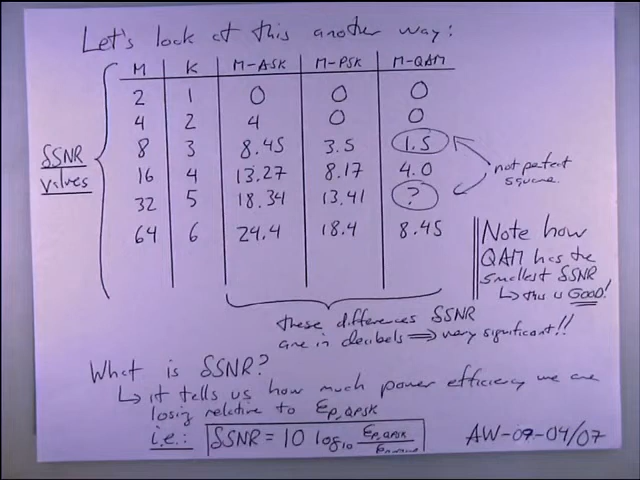 Let's look at this another way:
M K M-ASK M-PSK M-QAM
2 1 0 0 0
4 2 4 0 0
8 3 8.45 3.5 1.5
δSNR values
16 4 13.27 8.17 4.0
not perfect square.
32 5 18.34 13.41 ?
64 6 24.4 18.4 8.45
Note how
QAM has the
smallest δSNR
↳ this is GOOD!
these differences δSNR
are in decibels ⟹ very significant!!
What is δSNR?
↳ it tells us how much power efficiency we are
losing relative to εp,QPSK
i.e.: δSNR = 10 log10 εp,QPSK
AW-09-04/07